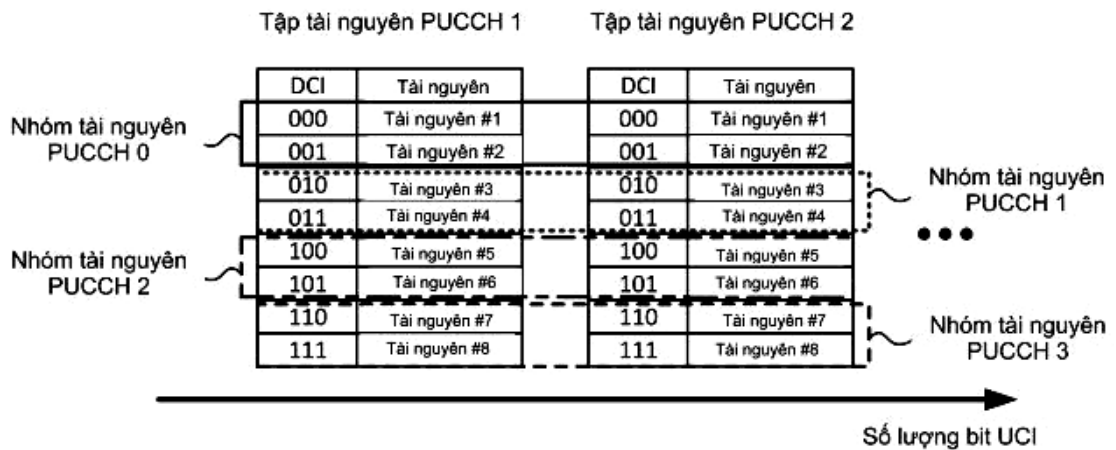 Tập tài nguyên PUCCH 1 Tập tài nguyên PUCCH 2
DCI Tài nguyên DCI Tài nguyên
000 Tài nguyên #1 000 Tài nguyên #1
001 Tài nguyên #2 001 Tài nguyên #2
010 Tài nguyên #3 010 Tài nguyên #3
011 Tài nguyên #4 011 Tài nguyên #4
100 Tài nguyên #5 100 Tài nguyên #5
101 Tài nguyên #6 101 Tài nguyên #6
110 Tài nguyên #7 110 Tài nguyên #7
111 Tài nguyên #8 111 Tài nguyên #8
Nhóm tài nguyên
PUCCH 0
Nhóm tài nguyên
PUCCH 1
Nhóm tài nguyên
PUCCH 2
Nhóm tài nguyên
PUCCH 3
Số lượng bit UCI